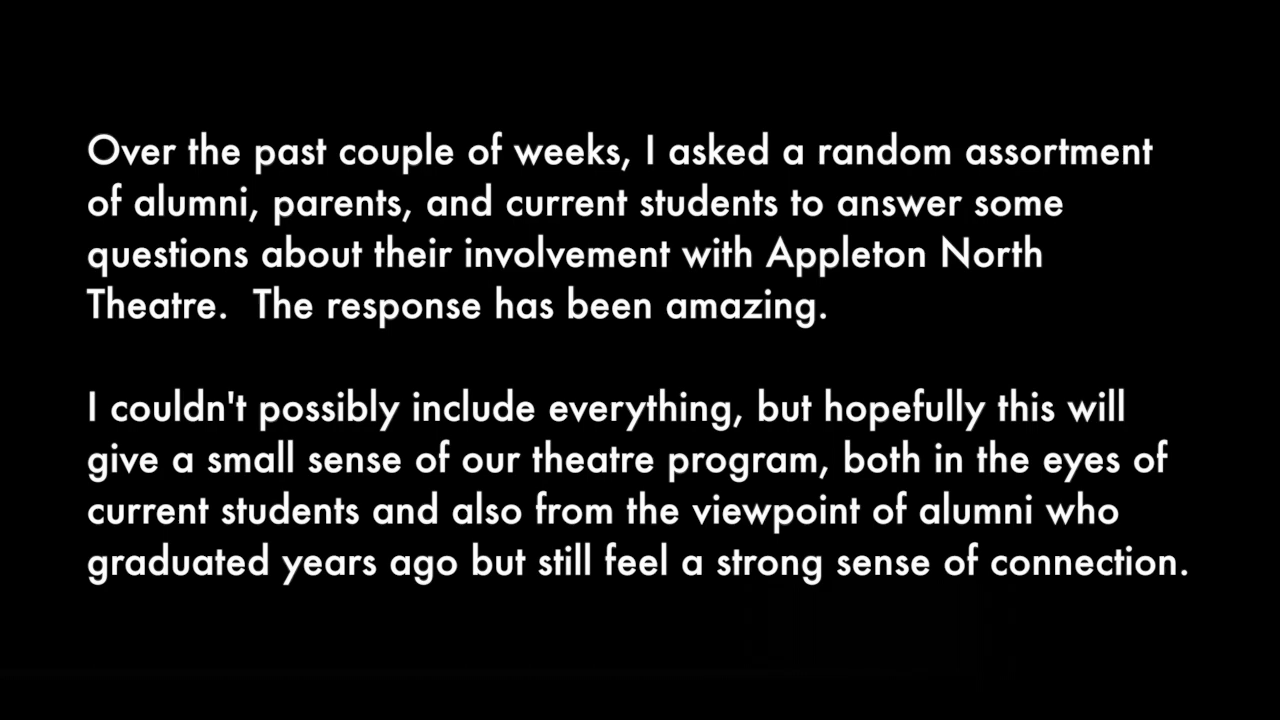 Over the past couple of weeks, I asked a random assortment
of alumni, parents, and current students to answer some
questions about their involvement with Appleton North
Theatre.  The response has been amazing.
I couldn't possibly include everything, but hopefully this will
give a small sense of our theatre program, both in the eyes of
current students and also from the viewpoint of alumni who
graduated years ago but still feel a strong sense of connection.